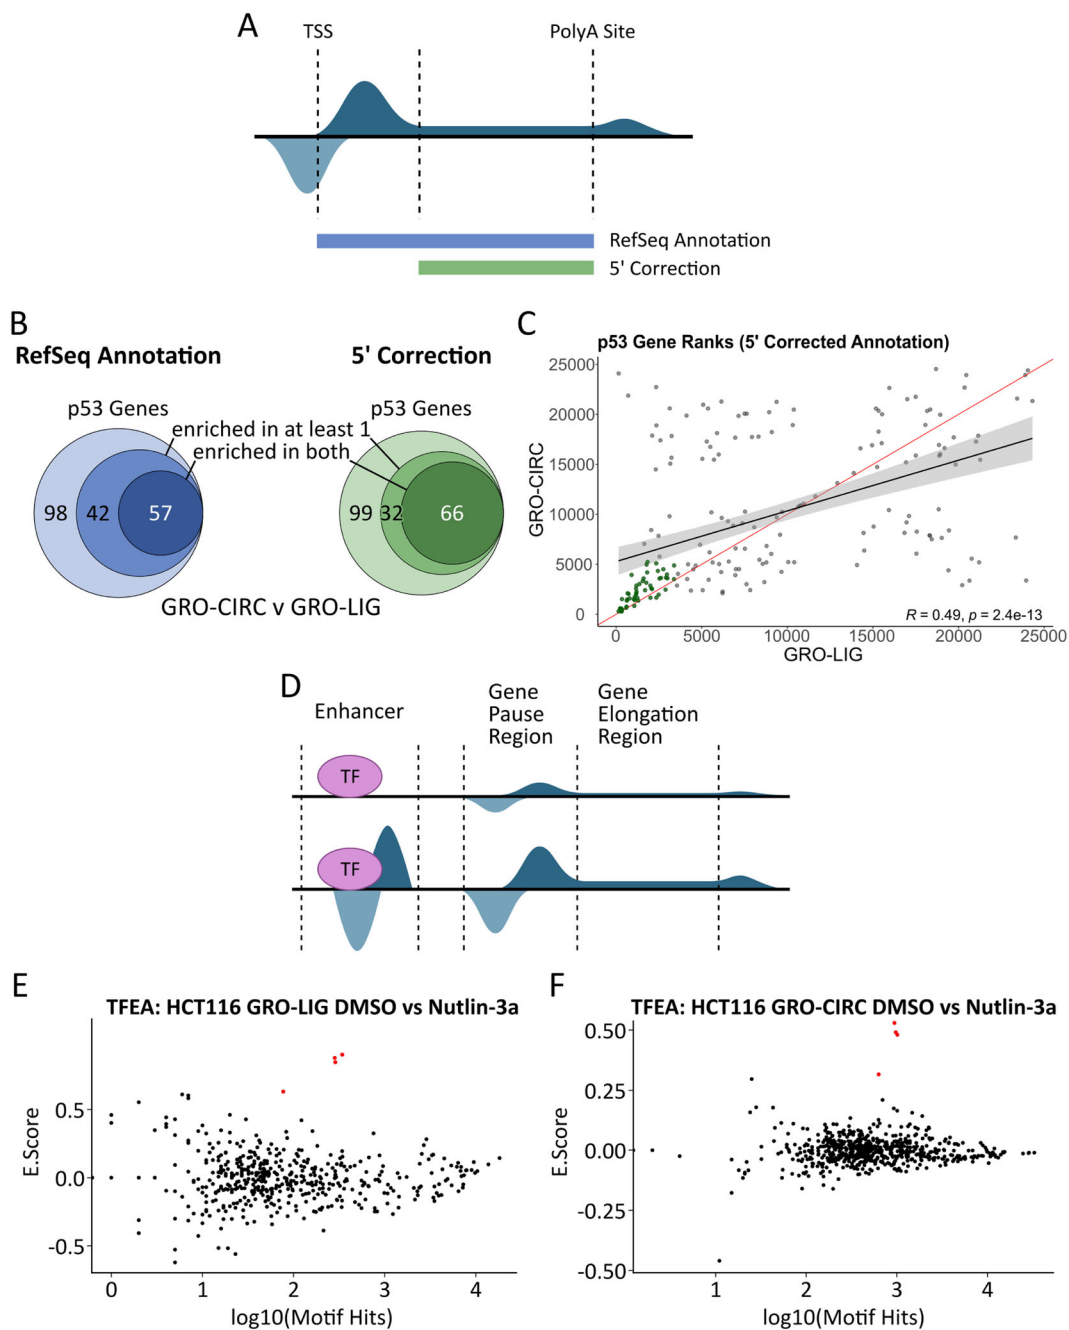 A
TSS
PolyA Site
RefSeq Annotation
5' Correction
B
RefSeq Annotation
5' Correction
p53 Genes
p53 Genes
enriched in at least 1
enriched in both
98
42
57
99
32
66
GRO-CIRC v GRO-LIG
C
p53 Gene Ranks (5' Corrected Annotation)
GRO-CIRC
25000
20000
15000
10000
5000
0
R = 0.49, p = 2.4e-13
0
5000
10000
15000
20000
25000
GRO-LIG
D
Enhancer
Gene
Pause
Region
Gene
Elongation
Region
TF
TF
E
TFEA: HCT116 GRO-LIG DMSO vs Nutlin-3a
E.Score
0.5
0.0
-0.5
0
1
2
3
4
log10(Motif Hits)
F
TFEA: HCT116 GRO-CIRC DMSO vs Nutlin-3a
E.Score
0.50
0.25
0.00
-0.25
-0.50
1
2
3
4
log10(Motif Hits)